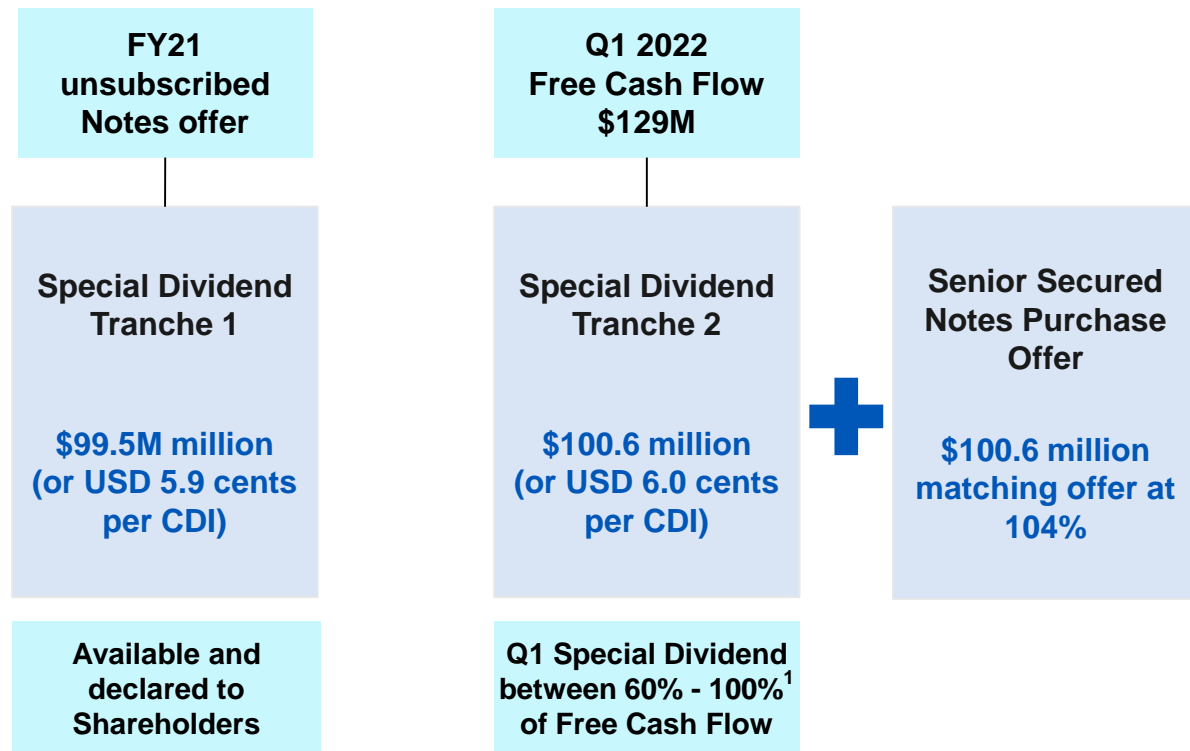 FY21
unsubscribed
Notes offer
Special Dividend
Tranche 1
$99.5M million
(or USD 5.9 cents
per CDI)
Available and
declared to
Shareholders
Q1 2022
Free Cash Flow
$129M
Special Dividend
Tranche 2
$100.6 million
(or USD 6.0 cents
per CDI)
Q1 Special Dividend
between 60% - 100%1
of Free Cash Flow
Senior Secured
Notes Purchase
Offer
$100.6 million
matching offer at
104%